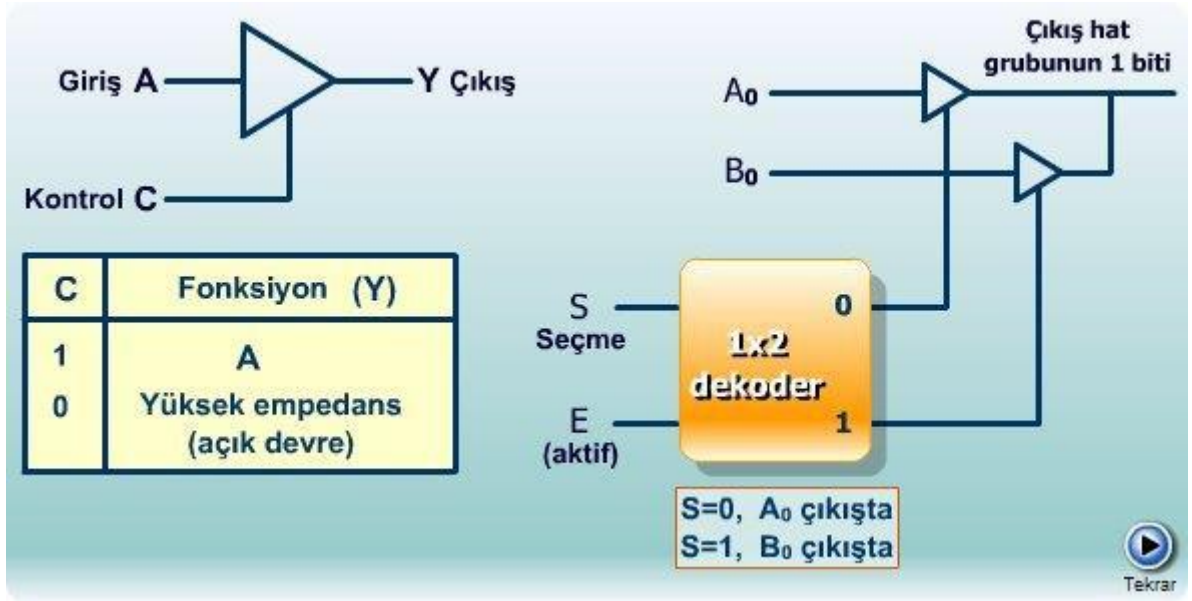 Giriş A
Y Çıkış
Kontrol C
C Fonksiyon (Y)
1 A
0 Yüksek empedans
(açık devre)
Çıkış hat
grubunun 1 biti
A₀
B₀
S
Seçme
0
1x2
dekoder
E
(aktif)
1
S=0, A₀ çıkışta
S=1, B₀ çıkışta
Tekrar